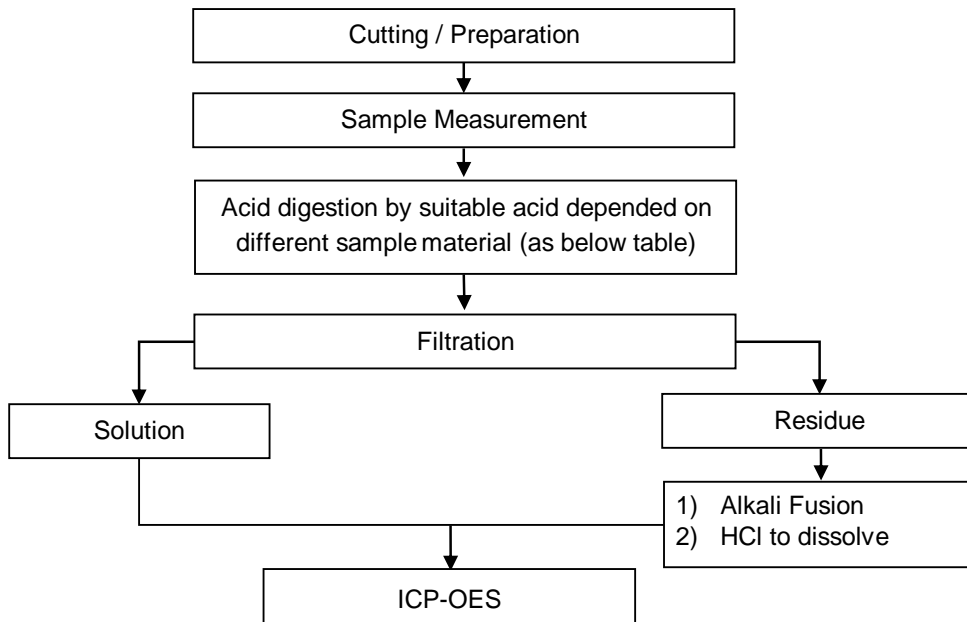 Cutting / Preparation
Sample Measurement
Acid digestion by suitable acid depended on
different sample material (as below table)
Filtration
Solution
Residue
1) Alkali Fusion
2) HCl to dissolve
ICP-OES